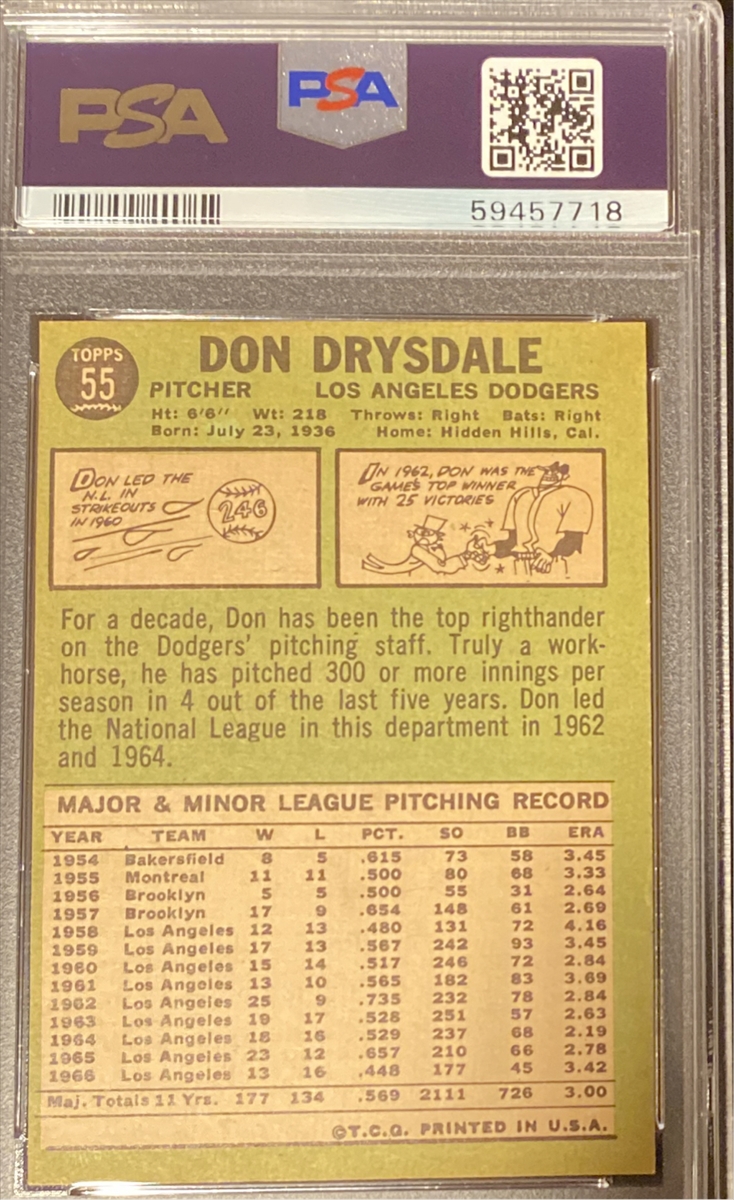 PSA
PSA
59457718
TOPPS
55
DON DRYSDALE
PITCHER LOS ANGELES DODGERS
Ht: 6'6" Wt: 218 Throws: Right Bats: Right
Born: July 23, 1936 Home: Hidden Hills, Cal.
DON LED THE
N.L. IN
STRIKEOUTS
IN 1960
246
IN 1962, DON WAS THE
GAME'S TOP WINNER
WITH 25 VICTORIES
For a decade, Don has been the top righthander
on the Dodgers' pitching staff. Truly a work-
horse, he has pitched 300 or more innings per
season in 4 out of the last five years. Don led
the National League in this department in 1962
and 1964.
MAJOR & MINOR LEAGUE PITCHING RECORD
YEAR TEAM W L PCT. SO BB ERA
1954 Bakersfield 8 5 .615 73 58 3.45
1955 Montreal 11 11 .500 80 68 3.33
1956 Brooklyn 5 5 .500 55 31 2.64
1957 Brooklyn 17 9 .654 148 61 2.69
1958 Los Angeles 12 13 .480 131 72 4.16
1959 Los Angeles 17 13 .567 242 93 3.45
1960 Los Angeles 15 14 .517 246 72 2.84
1961 Los Angeles 13 10 .565 182 83 3.69
1962 Los Angeles 25 9 .735 232 78 2.84
1963 Los Angeles 19 17 .528 251 57 2.63
1964 Los Angeles 18 16 .529 237 68 2.19
1965 Los Angeles 23 12 .657 210 66 2.78
1966 Los Angeles 13 16 .448 177 45 3.42
Maj. Totals 11 Yrs. 177 134 .569 2111 726 3.00
©T.C.G. PRINTED IN U.S.A.